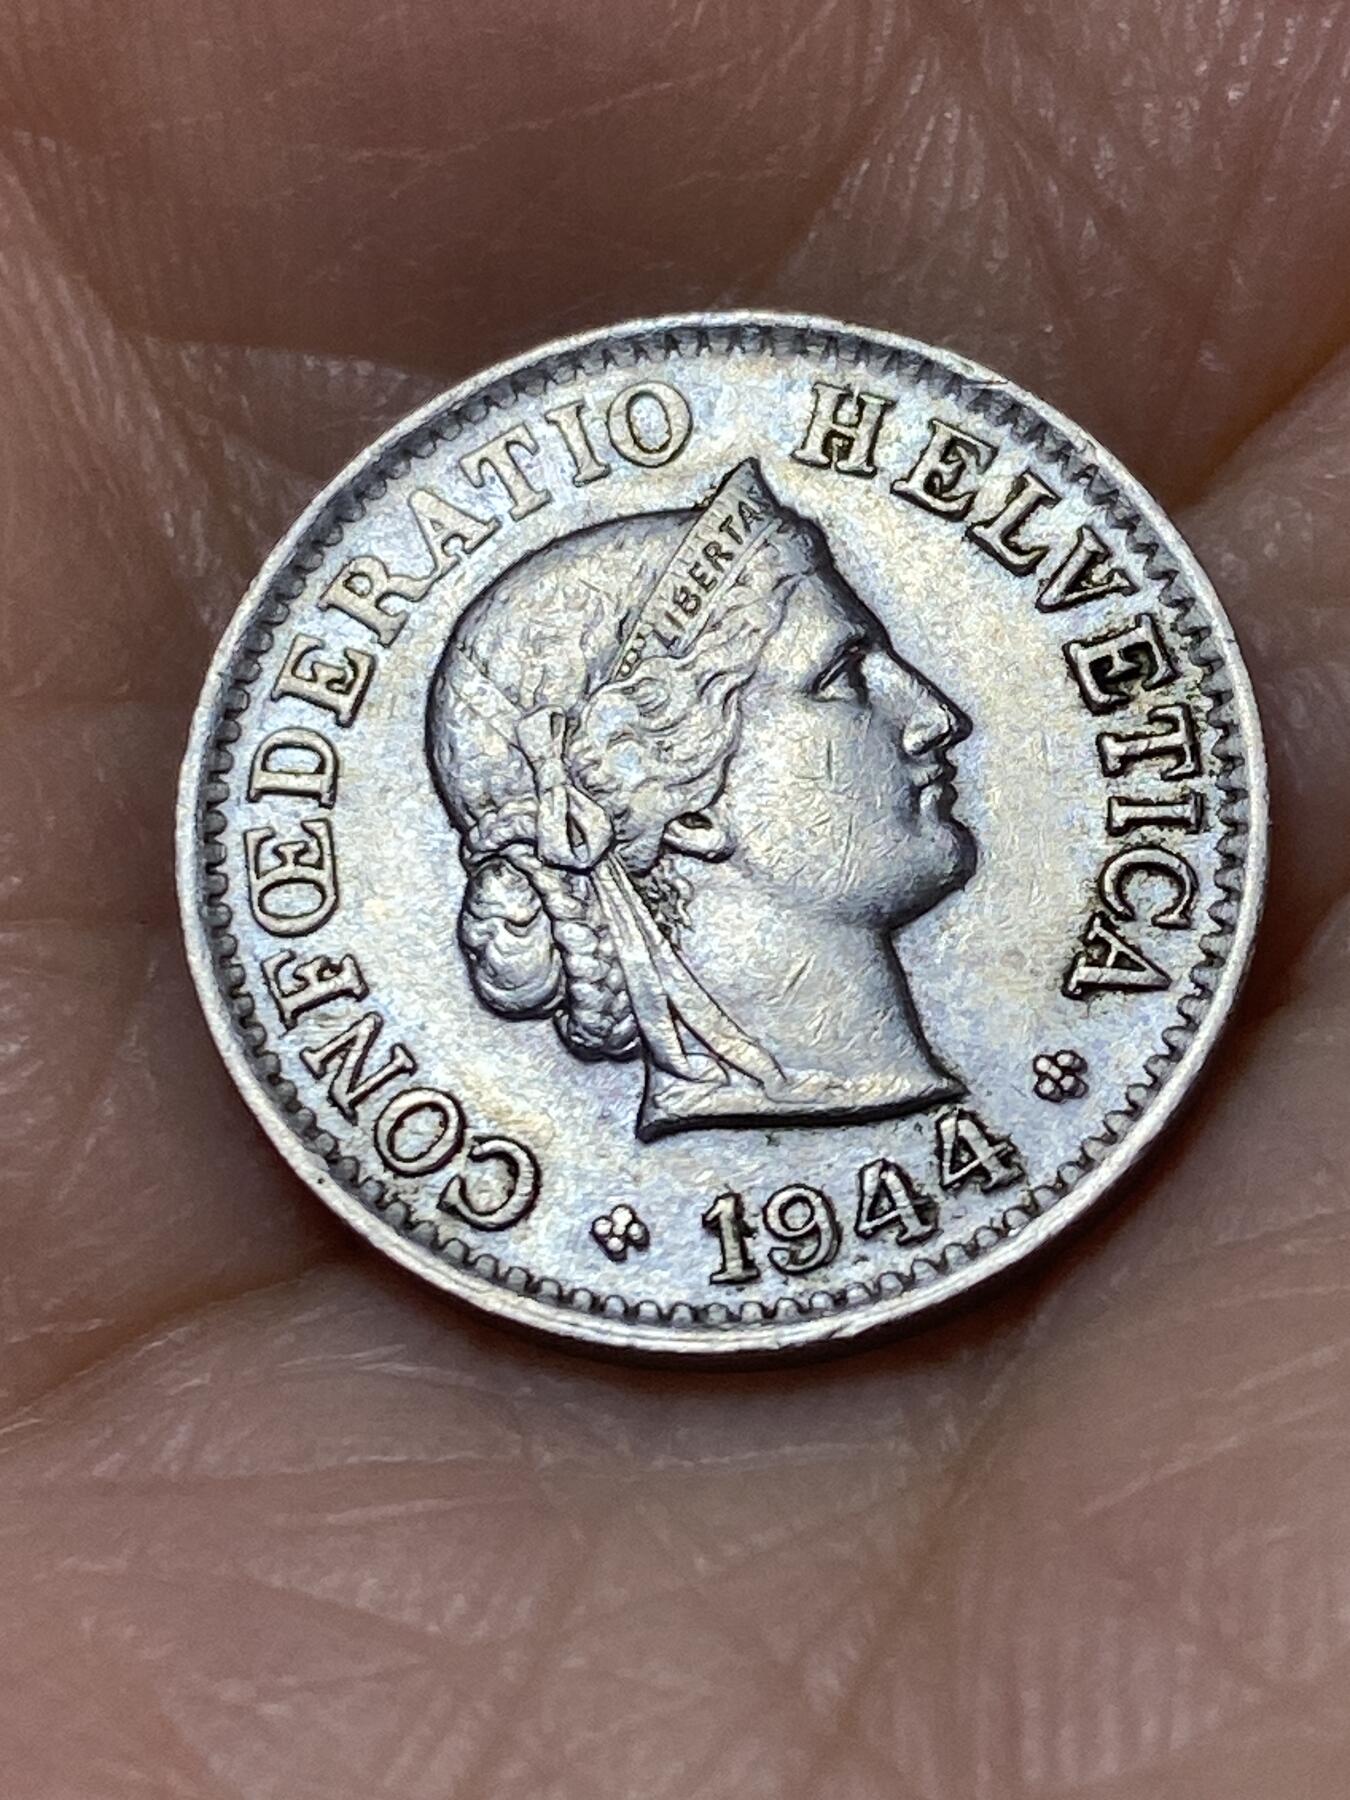 CONFŒDERATIO HELVETICA
LIBERTAS
1944